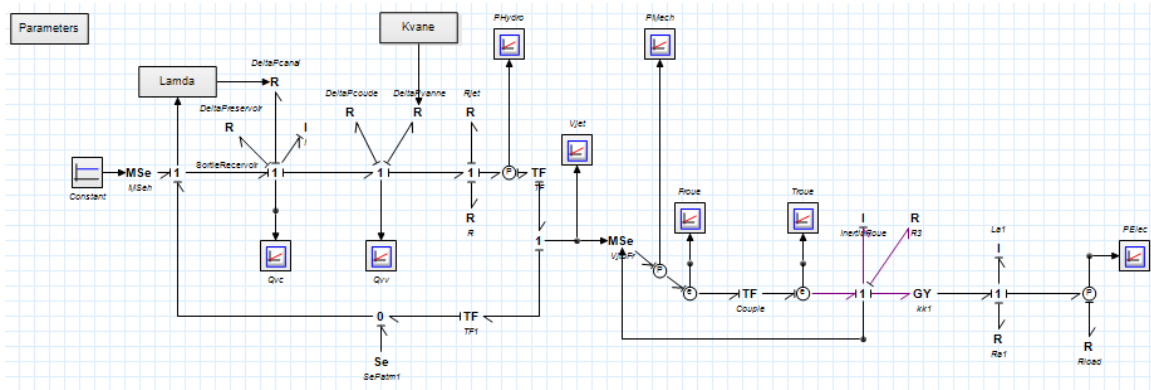 Parameters
Kvane
PHydro
PMech
Lamda
DeltaPcanal
R
DeltaPreservoir
R
I
I
DeltaPcoude
R
DeltaPvanne
R
Rjet
R
Vjet
Constant
MSe
MSeh
1
SortieRecervoir
1
1
1
P
TF
TF
R
R
Qvc
Qvv
1
MSe
P
Froue
e
TF
Couple
Troue
e
I
InertieRoue
R
R3
1
GY
kk1
La1
I
1
R
Ra1
PElec
P
R
Rload
0
TF
TF1
Se
SePatm1